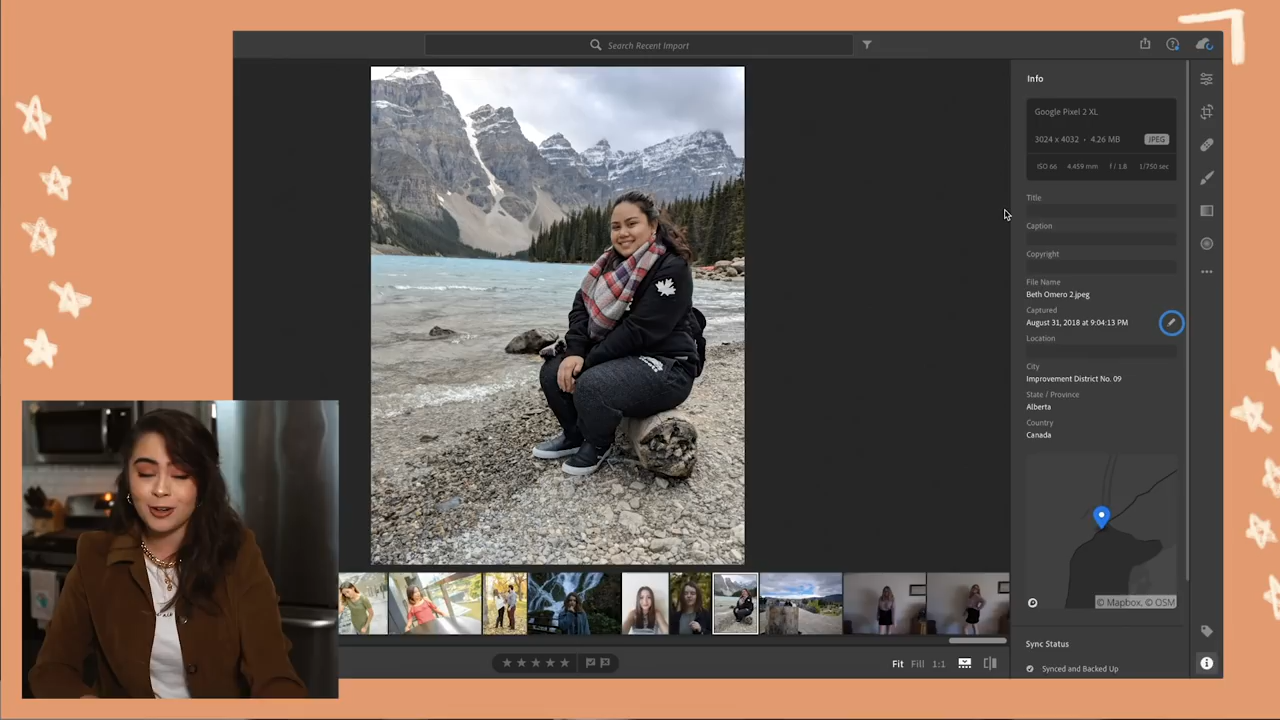 Search Recent Import
Info
Google Pixel 2 XL
3024 x 4032 • 4.26 MB JPEG
ISO 66 4.459 mm f / 1.8 1/750 sec
Title
Caption
Copyright
File Name
Beth Omero 2.jpeg
Captured
August 31, 2018 at 9:04:13 PM
Location
City
Improvement District No. 09
State / Province
Alberta
Country
Canada
© Mapbox, © OSM
Sync Status
Synced and Backed Up
Fit Fill 1:1